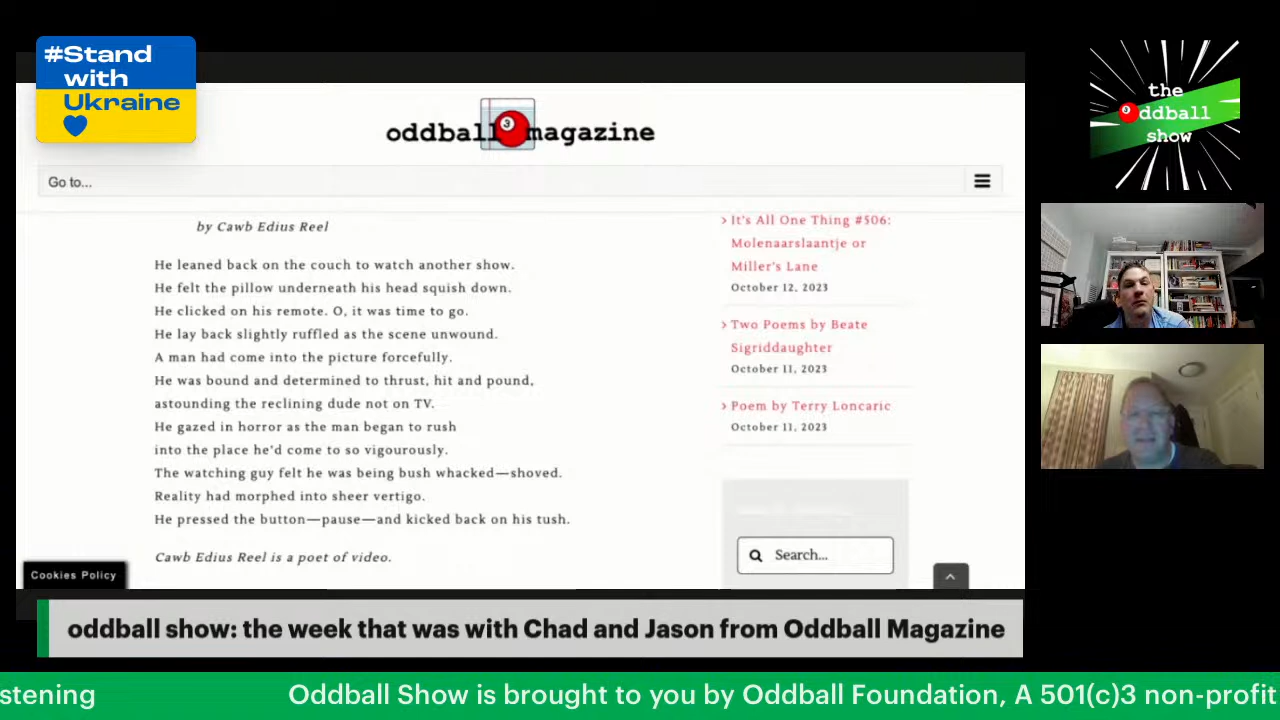 #Stand
with
Ukraine
oddball 3 magazine
Go to...
by Cawb Edius Reel
He leaned back on the couch to watch another show.
He felt the pillow underneath his head squish down.
He clicked on his remote. O, it was time to go.
He lay back slightly ruffled as the scene unwound.
A man had come into the picture forcefully.
He was bound and determined to thrust, hit and pound,
astounding the reclining dude not on TV.
He gazed in horror as the man began to rush
into the place he'd come to so vigourously.
The watching guy felt he was being bush whacked—shoved.
Reality had morphed into sheer vertigo.
He pressed the button—pause—and kicked back on his tush.
Cawb Edius Reel is a poet of video.
Cookies Policy
› It's All One Thing #506:
Molenaarslaantje or
Miller's Lane
October 12, 2023
› Two Poems by Beate
Sigriddaughter
October 11, 2023
› Poem by Terry Loncaric
October 11, 2023
Search...
the
3ddball
show
oddball show: the week that was with Chad and Jason from Oddball Magazine
stening Oddball Show is brought to you by Oddball Foundation, A 501(c)3 non-profit